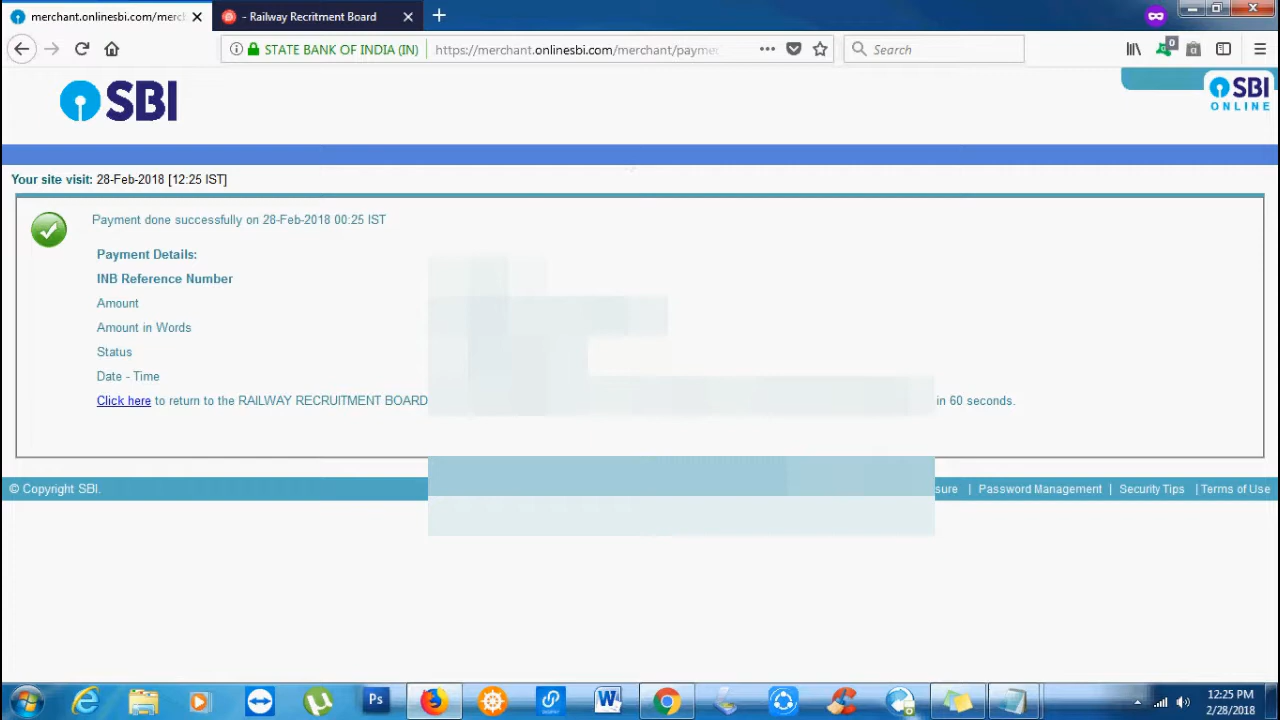 merchant.onlinesbi.com/merch
- Railway Recritment Board
STATE BANK OF INDIA (IN)
https://merchant.onlinesbi.com/merchant/payme
Search
0
SBI
SBI
ONLINE
Your site visit: 28-Feb-2018 [12:25 IST]
Payment done successfully on 28-Feb-2018 00:25 IST
Payment Details:
INB Reference Number
Amount
Amount in Words
Status
Date - Time
Click here to return to the RAILWAY RECRUITMENT BOARD in 60 seconds.
© Copyright SBI. sure | Password Management | Security Tips | Terms of Use
Ps
W
12:25 PM
2/28/2018